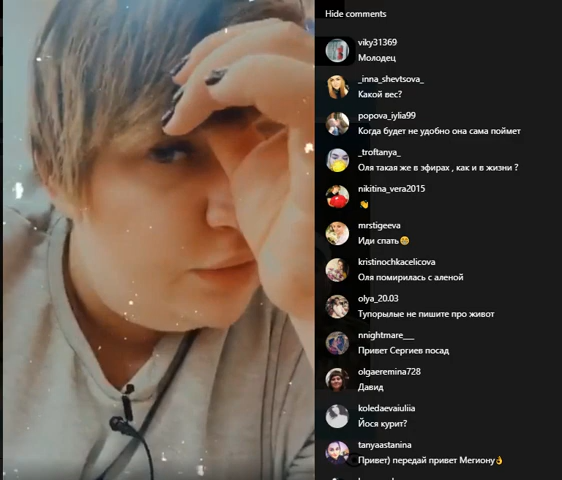 Hide comments
viky31369
Молодец
_inna_shevtsova_
Какой вес?
popova_iylia99
Когда будет не удобно она сама поймет
_troftanya_
Оля такая же в эфирах , как и в жизни ?
nikitina_vera2015
👏
mrstigeeva
Иди спать😁
kristinochkacelicova
Оля помирилась с аленой
olya_20.03
Тупорылые не пишите про живот
nnightmare___
Привет Сергиев посад
olgaeremina728
Давид
koledaevaiuliia
Йося курит?
tanyaastanina
Привет) передай привет Мегиону👌